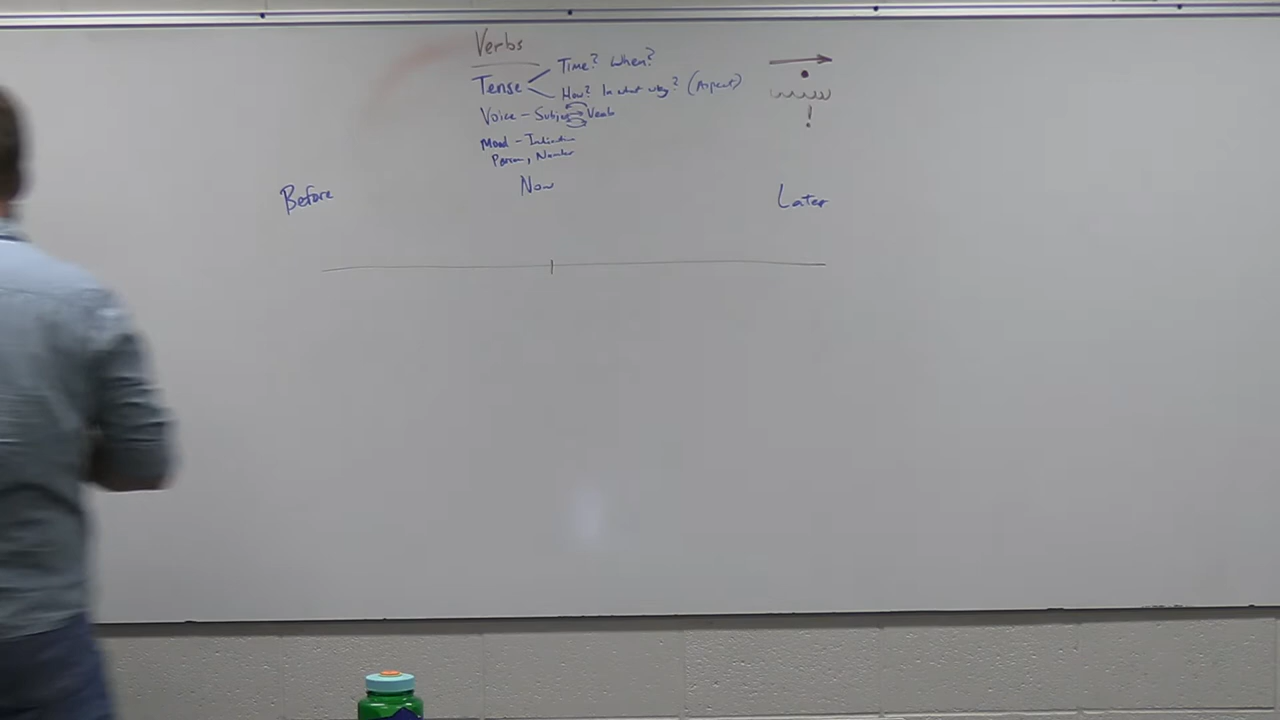 Verbs
Tense
Time? When?
How? In what way? (Aspect)
Voice - Subject Verb
Mood - Indicative
Person, Number
Before Now Later
!